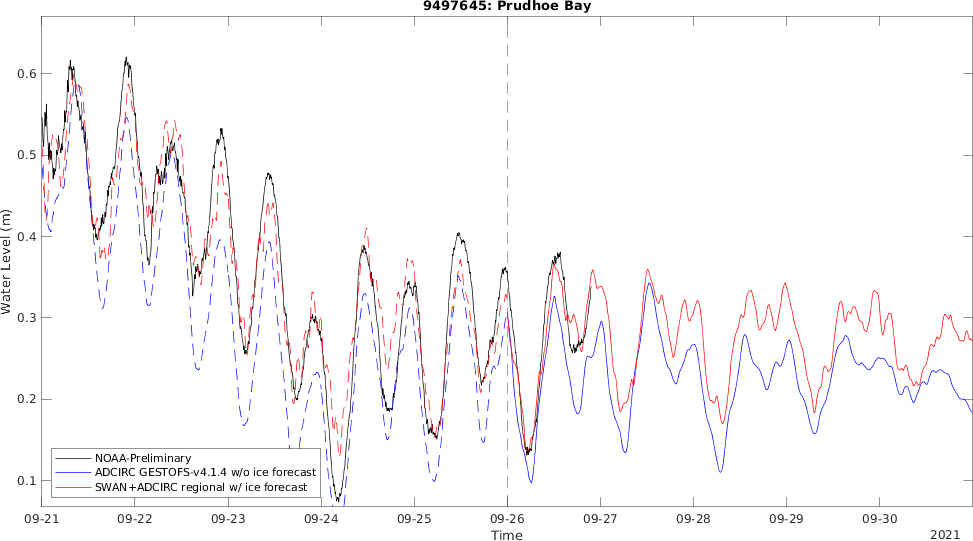 9497645: Prudhoe Bay
Water Level (m)
0.6
0.5
0.4
0.3
0.2
0.1
NOAA-Preliminary
ADCIRC GESTOFS-v4.1.4 w/o ice forecast
SWAN+ADCIRC regional w/ ice forecast
09-21 09-22 09-23 09-24 09-25 09-26 09-27 09-28 09-29 09-30
Time
2021